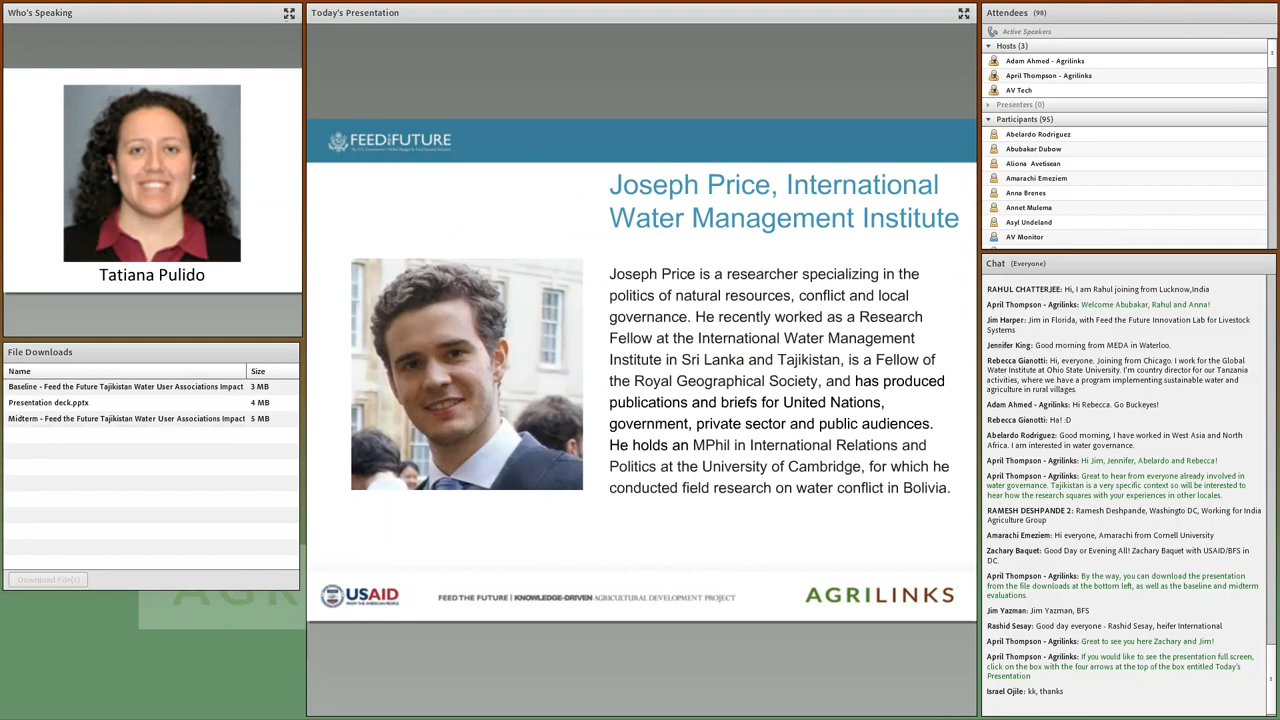 Who's Speaking
Tatiana Pulido
File Downloads
Name Size
Baseline - Feed the Future Tajikistan Water User Associations Impact 3 MB
Presentation deck.pptx 4 MB
Midterm - Feed the Future Tajikistan Water User Associations Impact 5 MB
Download File(s)
Today's Presentation
FEED THE FUTURE
Joseph Price, International
Water Management Institute
Joseph Price is a researcher specializing in the
politics of natural resources, conflict and local
governance. He recently worked as a Research
Fellow at the International Water Management
Institute in Sri Lanka and Tajikistan, is a Fellow of
the Royal Geographical Society, and has produced
publications and briefs for United Nations,
government, private sector and public audiences.
He holds an MPhil in International Relations and
Politics at the University of Cambridge, for which he
conducted field research on water conflict in Bolivia.
USAID
FROM THE AMERICAN PEOPLE
FEED THE FUTURE | KNOWLEDGE-DRIVEN AGRICULTURAL DEVELOPMENT PROJECT
AGRILINKS
Attendees (98)
Active Speakers
Hosts (3)
Adam Ahmed - Agrilinks
April Thompson - Agrilinks
AV Tech
Presenters (0)
Participants (95)
Abelardo Rodriguez
Abubakar Dubow
Aliona Avetisean
Amarachi Emeziem
Anna Brenes
Annet Mulema
Asyl Undeland
AV Monitor
Chat (Everyone)
RAHUL CHATTERJEE: Hi, I am Rahul joining from Lucknow,India
April Thompson - Agrilinks: Welcome Abubakar, Rahul and Anna!
Jim Harper: Jim in Florida, with Feed the Future Innovation Lab for Livestock
Systems
Jennifer King: Good morning from MEDA in Waterloo.
Rebecca Gianotti: Hi, everyone. Joining from Chicago. I work for the Global
Water Institute at Ohio State University. I'm country director for our Tanzania
activities, where we have a program implementing sustainable water and
agriculture in rural villages.
Adam Ahmed - Agrilinks: Hi Rebecca. Go Buckeyes!
Rebecca Gianotti: Ha! :D
Abelardo Rodriguez: Good morning, I have worked in West Asia and North
Africa. I am interested in water governance.
April Thompson - Agrilinks: Hi Jim, Jennifer, Abelardo and Rebecca!
April Thompson - Agrilinks: Great to hear from everyone already involved in
water governance. Tajikistan is a very specific context so will be interested to
hear how the research squares with your experiences in other locales.
RAMESH DESHPANDE 2: Ramesh Deshpande, Washingto DC, Working for India
Agriculture Group
Amarachi Emeziem: Hi everyone, Amarachi from Cornell University
Zachary Baquet: Good Day or Evening All! Zachary Baquet with USAID/BFS in
DC.
April Thompson - Agrilinks: By the way, you can download the presentation
from the file downloads at the bottom left, as well as the baseline and midterm
evaluations.
Jim Yazman: Jim Yazman, BFS
Rashid Sesay: Good day everyone - Rashid Sesay, heifer International
April Thompson - Agrilinks: Great to see you here Zachary and Jim!
April Thompson - Agrilinks: If you would like to see the presentation full screen,
click on the box with the four arrows at the top of the box entitled Today's
Presentation
Israel Ojile: kk, thanks